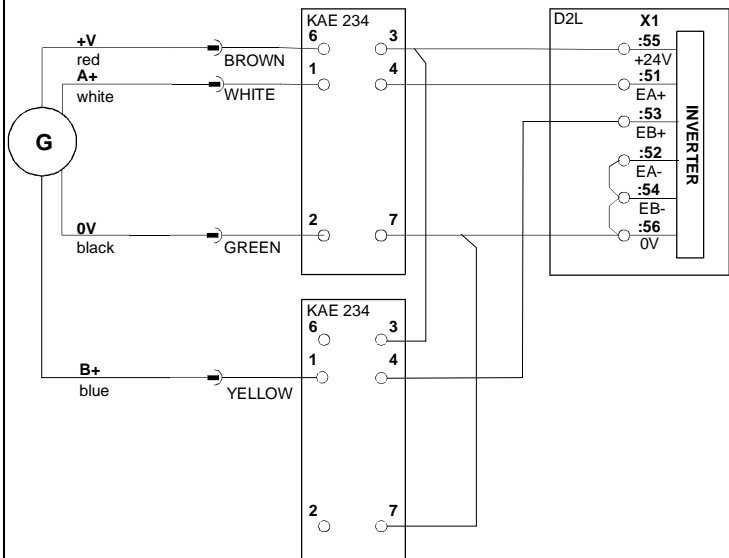 KAE 234
D2L
X1
+V
red
BROWN
6
3
:55
+24V
A+
white
WHITE
1
4
:51
EA+
G
:53
EB+
INVERTER
:52
EA-
:54
EB-
0V
black
GREEN
2
7
:56
0V
KAE 234
6
3
B+
blue
YELLOW
1
4
2
7